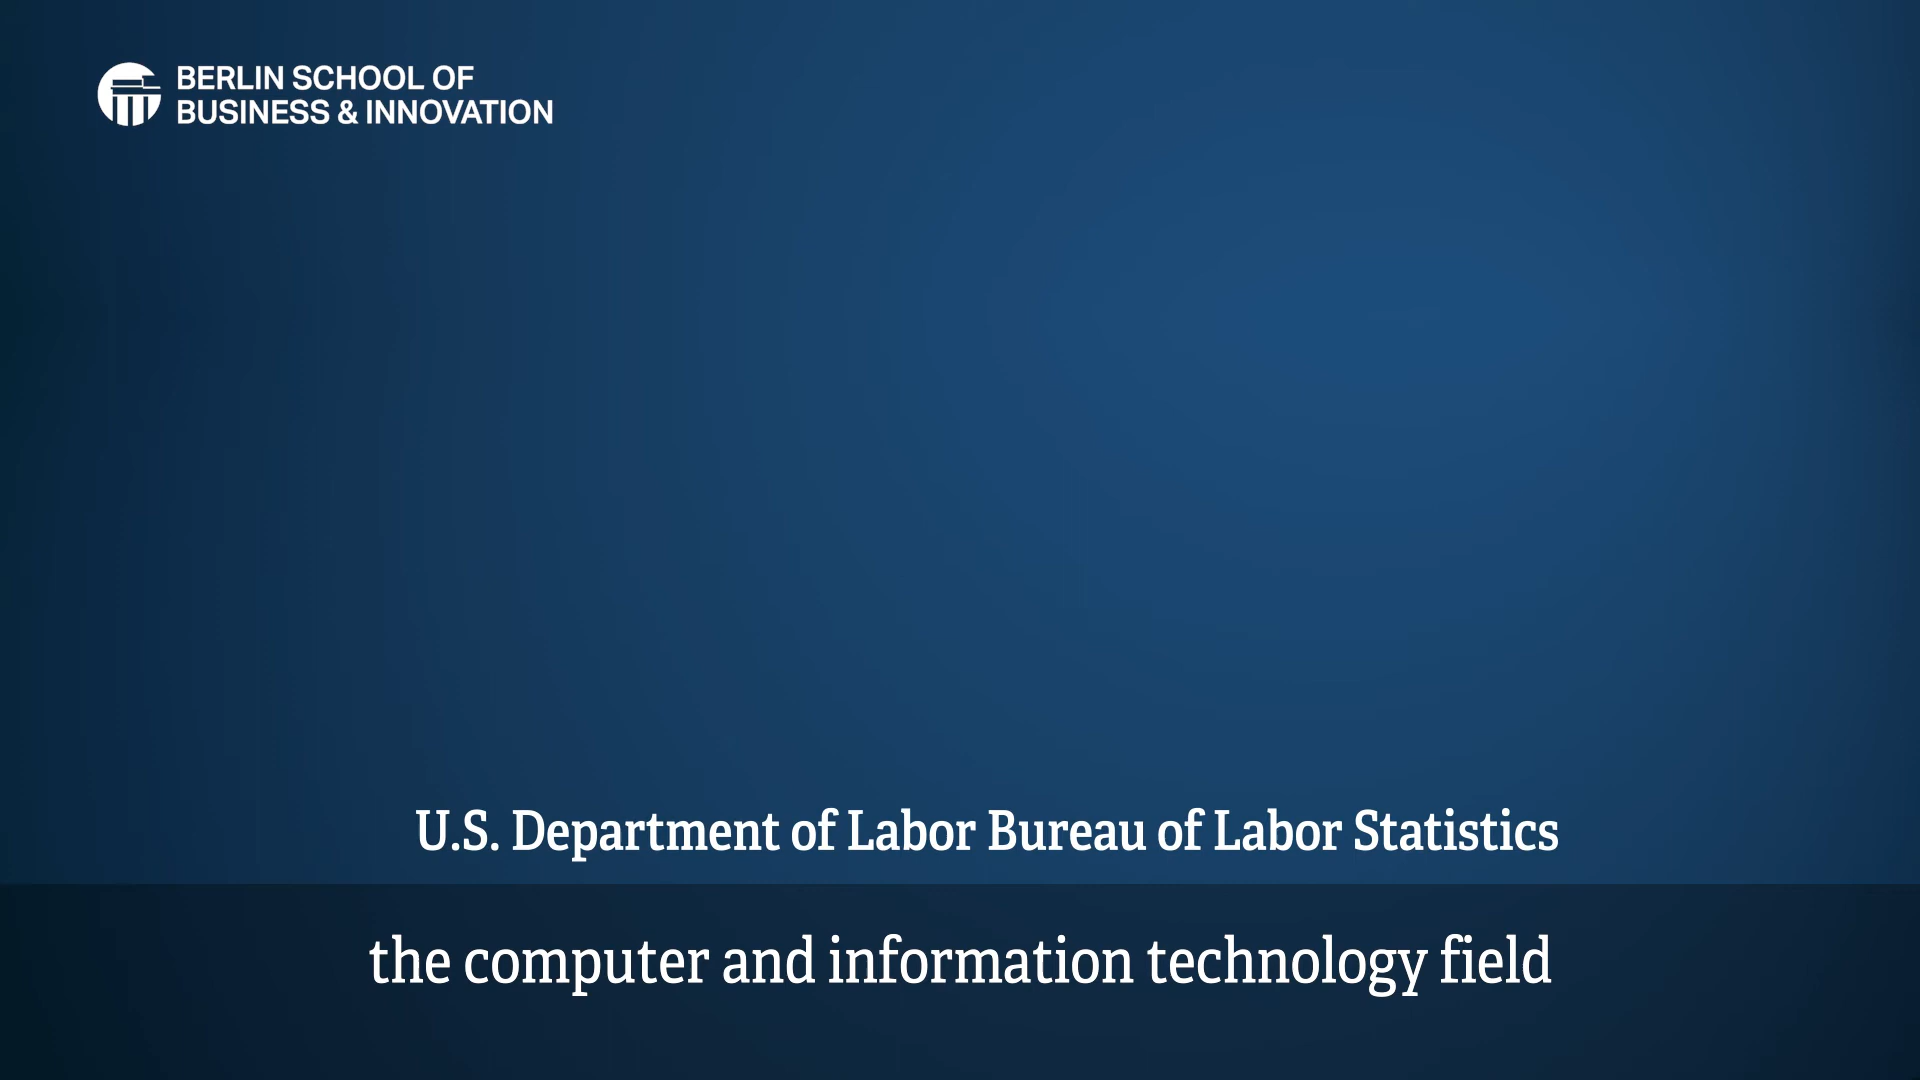 BERLIN SCHOOL OF
BUSINESS & INNOVATION
U.S. Department of Labor Bureau of Labor Statistics
the computer and information technology field